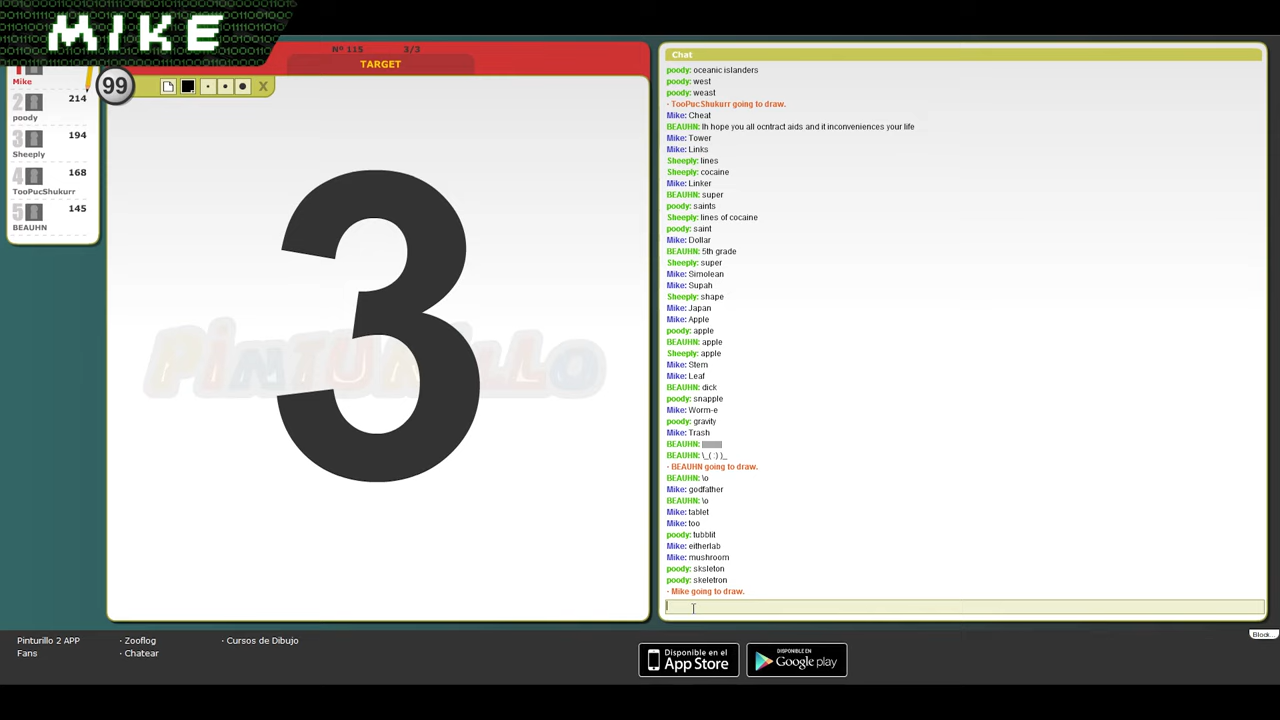 MIKE
Nº 115 3/3
TARGET
99
1
Mike
2 214
poody
3 194
Sheeply
4 168
TooPucShukurr
5 145
BEAUHN
3
PINTURILLO
Chat
poody: oceanic islanders
poody: west
poody: weast
- TooPucShukurr going to draw.
Mike: Cheat
BEAUHN: Ih hope you all ocntract aids and it inconveniences your life
Mike: Tower
Mike: Links
Sheeply: lines
Sheeply: cocaine
Mike: Linker
BEAUHN: super
poody: saints
Sheeply: lines of cocaine
poody: saint
Mike: Dollar
BEAUHN: 5th grade
Sheeply: super
Mike: Simolean
Mike: Supah
Sheeply: shape
Mike: Japan
Mike: Apple
poody: apple
BEAUHN: apple
Sheeply: apple
Mike: Stem
Mike: Leaf
BEAUHN: dick
poody: snapple
Mike: Worm-e
poody: gravity
Mike: Trash
BEAUHN:
BEAUHN: \_( :) )_
- BEAUHN going to draw.
BEAUHN: \o
Mike: godfather
BEAUHN: \o
Mike: tablet
Mike: too
poody: tubblit
Mike: eitherlab
Mike: mushroom
poody: sksleton
poody: skeletron
- Mike going to draw.
Block...
Pinturillo 2 APP · Zooflog · Cursos de Dibujo
Fans · Chatear
Disponible en el App Store
DISPONIBLE EN Google play